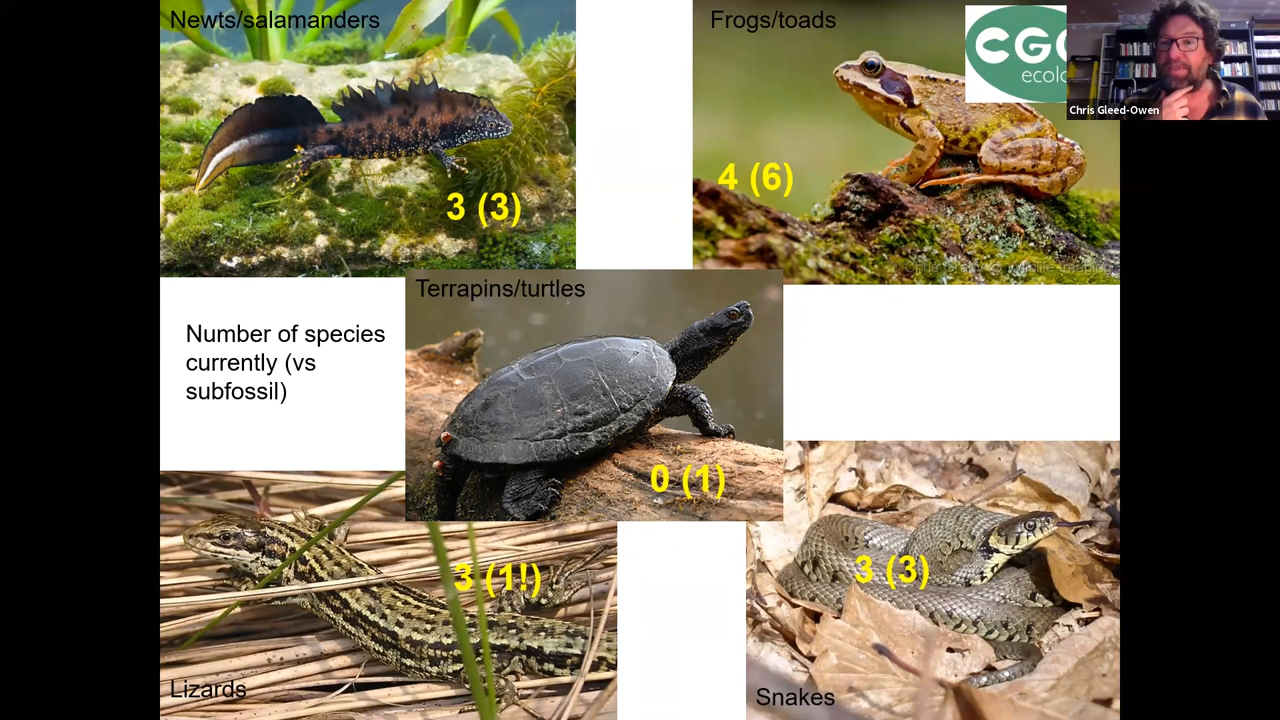 Newts/salamanders
Frogs/toads
CGO
ecolo
Chris Gleed-Owen
4 (6)
3 (3)
Terrapins/turtles
Number of species
currently (vs
subfossil)
0 (1)
3 (1!)
3 (3)
Lizards
Snakes